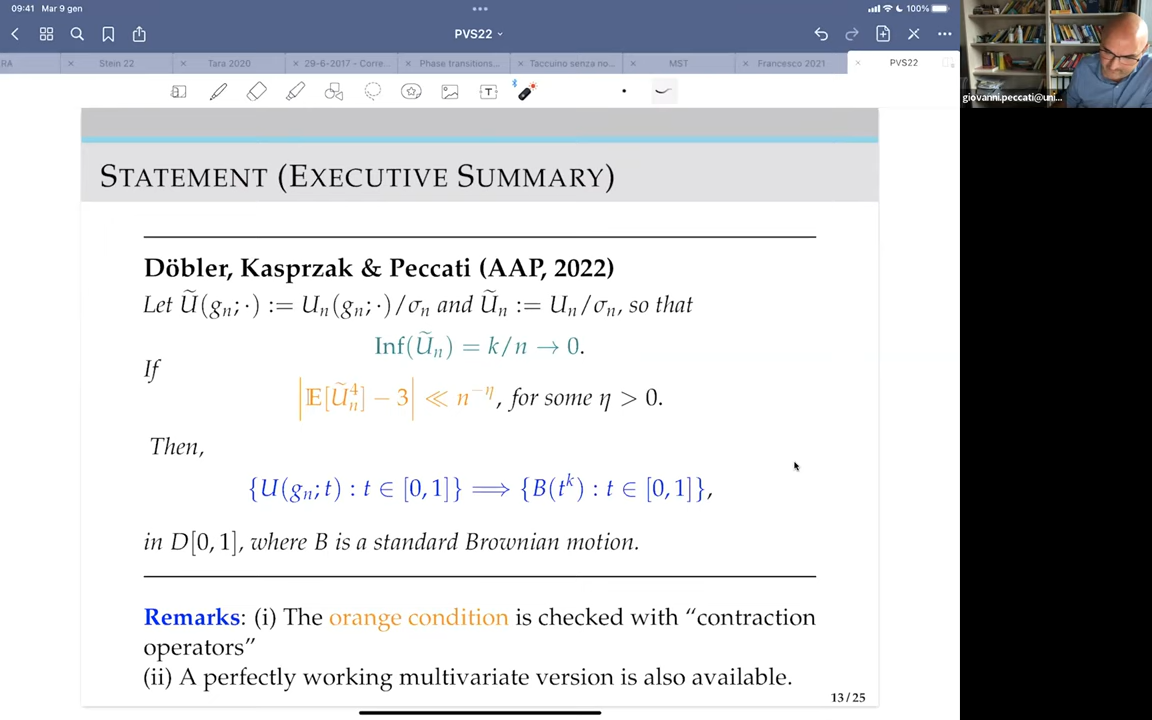 09:41 Mar 9 gen
100%
PVS22
RA
Stein 22
Tara 2020
29-6-2017 - Corre...
Phase transitions...
Taccuino senza no...
MST
Francesco 2021
PVS22
giovanni.peccati@uni...
STATEMENT (EXECUTIVE SUMMARY)
Döbler, Kasprzak & Peccati (AAP, 2022)
Let Ũ(gₙ; ·) := Uₙ(gₙ; ·)/σₙ and Ũₙ := Uₙ/σₙ, so that
Inf(Ũₙ) = k/n → 0.
If
|𝔼[Ũₙ⁴] − 3| ≪ n^{−η}, for some η > 0.
Then,
{U(gₙ; t) : t ∈ [0, 1]} ⟹ {B(tᵏ) : t ∈ [0, 1]},
in D[0, 1], where B is a standard Brownian motion.
Remarks: (i) The orange condition is checked with “contraction
operators”
(ii) A perfectly working multivariate version is also available.
13 / 25